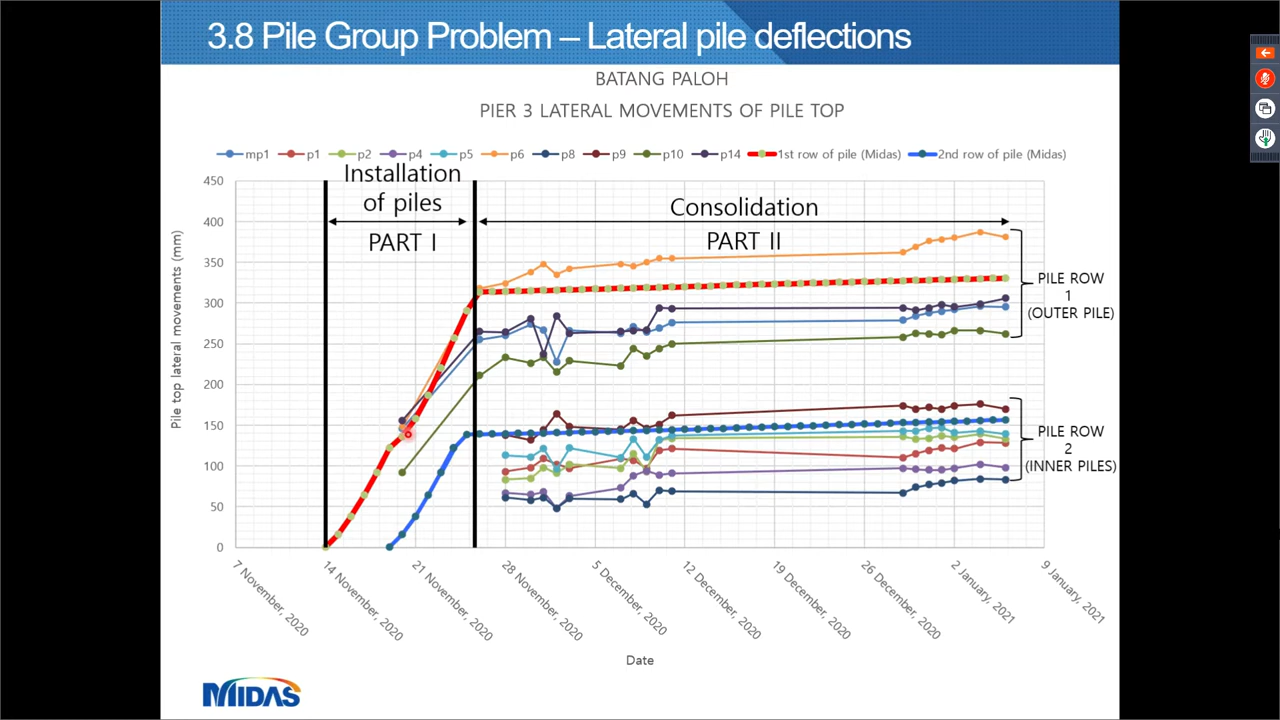 3.8 Pile Group Problem – Lateral pile deflections
BATANG PALOH
PIER 3 LATERAL MOVEMENTS OF PILE TOP
mp1 p1 p2 p4 p5 p6 p8 p9 p10 p14 1st row of pile (Midas) 2nd row of pile (Midas)
Installation
of piles
PART I
Consolidation
PART II
450
400
350
300
250
200
150
100
50
0
Pile top lateral movements (mm)
PILE ROW
1
(OUTER PILE)
PILE ROW
2
(INNER PILES)
7 November, 2020
14 November, 2020
21 November, 2020
28 November, 2020
5 December, 2020
12 December, 2020
19 December, 2020
26 December, 2020
2 January, 2021
9 January, 2021
Date
MIDAS